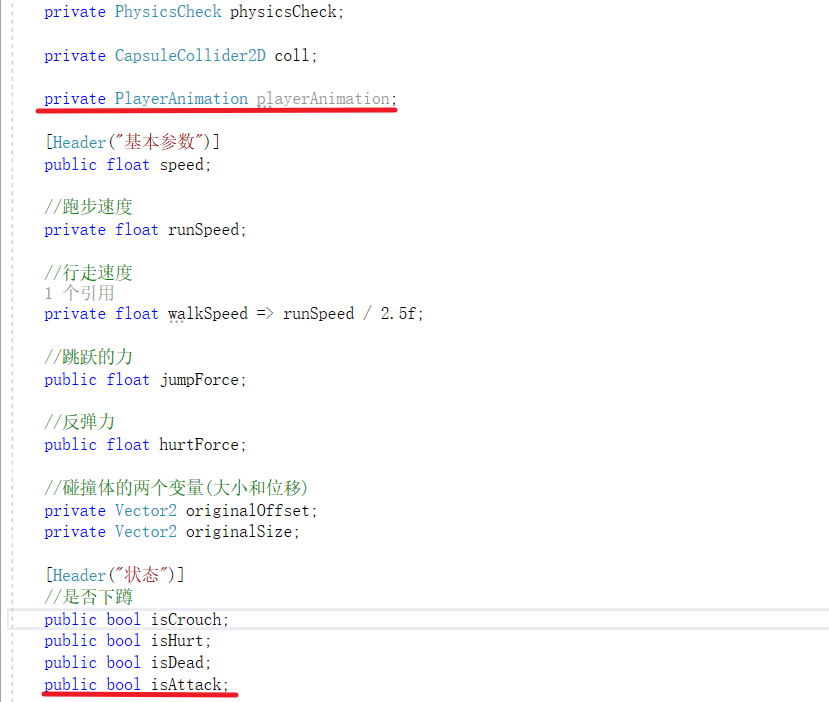 private PhysicsCheck physicsCheck;
private CapsuleCollider2D coll;
private PlayerAnimation playerAnimation;
[Header("基本参数")]
public float speed;
//跑步速度
private float runSpeed;
//行走速度
1 个引用
private float walkSpeed => runSpeed / 2.5f;
//跳跃的力
public float jumpForce;
//反弹力
public float hurtForce;
//碰撞体的两个变量(大小和位移)
private Vector2 originalOffset;
private Vector2 originalSize;
[Header("状态")]
//是否下蹲
public bool isCrouch;
public bool isHurt;
public bool isDead;
public bool isAttack;